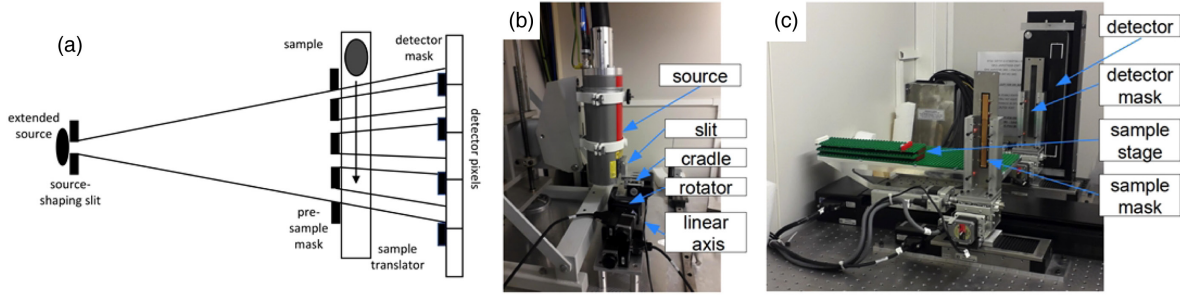 (a)
sample
detector
mask
extended
source
source-
shaping slit
pre-
sample
mask
sample
translator
detector pixels
(b)
source
slit
cradle
rotator
linear
axis
(c)
detector
detector
mask
sample
stage
sample
mask